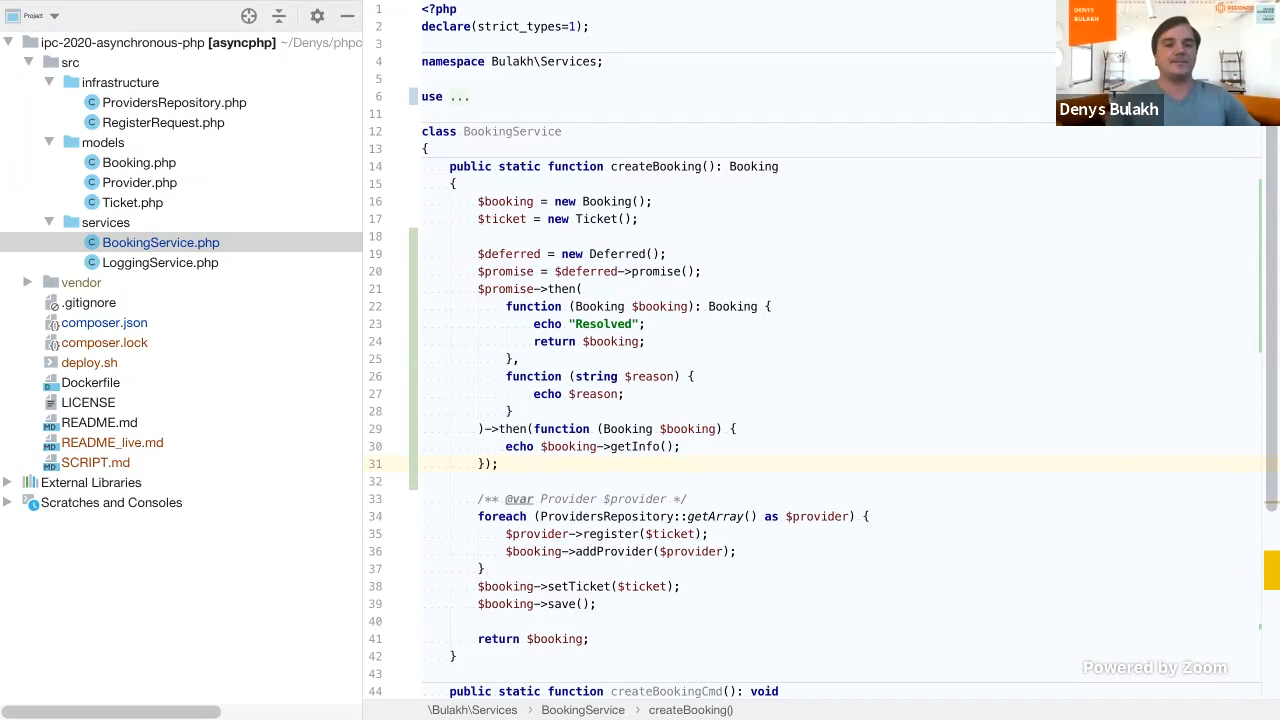 Project
ipc-2020-asynchronous-php [asyncphp] ~/Denys/phpc
src
infrastructure
ProvidersRepository.php
RegisterRequest.php
models
Booking.php
Provider.php
Ticket.php
services
BookingService.php
LoggingService.php
vendor
.gitignore
composer.json
composer.lock
deploy.sh
Dockerfile
LICENSE
README.md
README_live.md
SCRIPT.md
External Libraries
Scratches and Consoles
1 <?php
2 declare(strict_types=1);
3
4 namespace Bulakh\Services;
5
6 use ...
11
12 class BookingService
13 {
14 public static function createBooking(): Booking
15 {
16 $booking = new Booking();
17 $ticket = new Ticket();
18
19 $deferred = new Deferred();
20 $promise = $deferred->promise();
21 $promise->then(
22 function (Booking $booking): Booking {
23 echo "Resolved";
24 return $booking;
25 },
26 function (string $reason) {
27 echo $reason;
28 }
29 )->then(function (Booking $booking) {
30 echo $booking->getInfo();
31 });
32
33 /** @var Provider $provider */
34 foreach (ProvidersRepository::getArray() as $provider) {
35 $provider->register($ticket);
36 $booking->addProvider($provider);
37 }
38 $booking->setTicket($ticket);
39 $booking->save();
40
41 return $booking;
42 }
43
44 public static function createBookingCmd(): void
\Bulakh\Services > BookingService > createBooking()
DENYS
BULAKH
REGIONDO
Denys Bulakh
Powered by Zoom